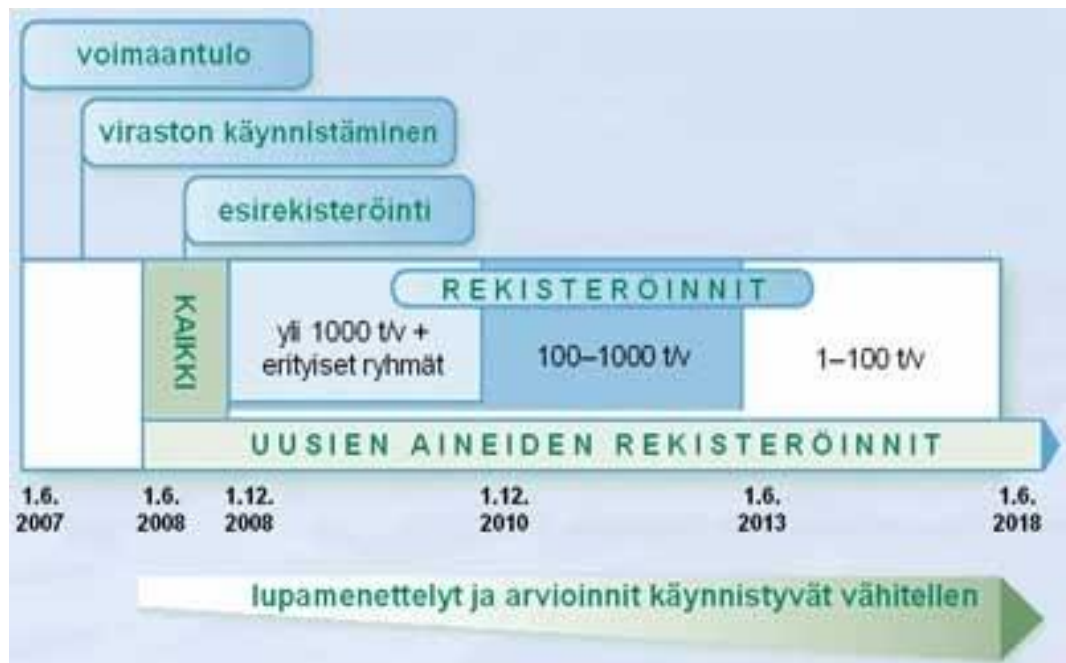 voimaantulo
viraston käynnistäminen
esirekisteröinti
REKISTERÖINNIT
KAIKKI
yli 1000 t/v +
erityiset ryhmät
100–1000 t/v
1–100 t/v
UUSIEN AINEIDEN REKISTERÖINNIT
1.6.
2007
1.6.
2008
1.12.
2008
1.12.
2010
1.6.
2013
1.6.
2018
lupamenettelyt ja arvioinnit käynnistyvät vähitellen